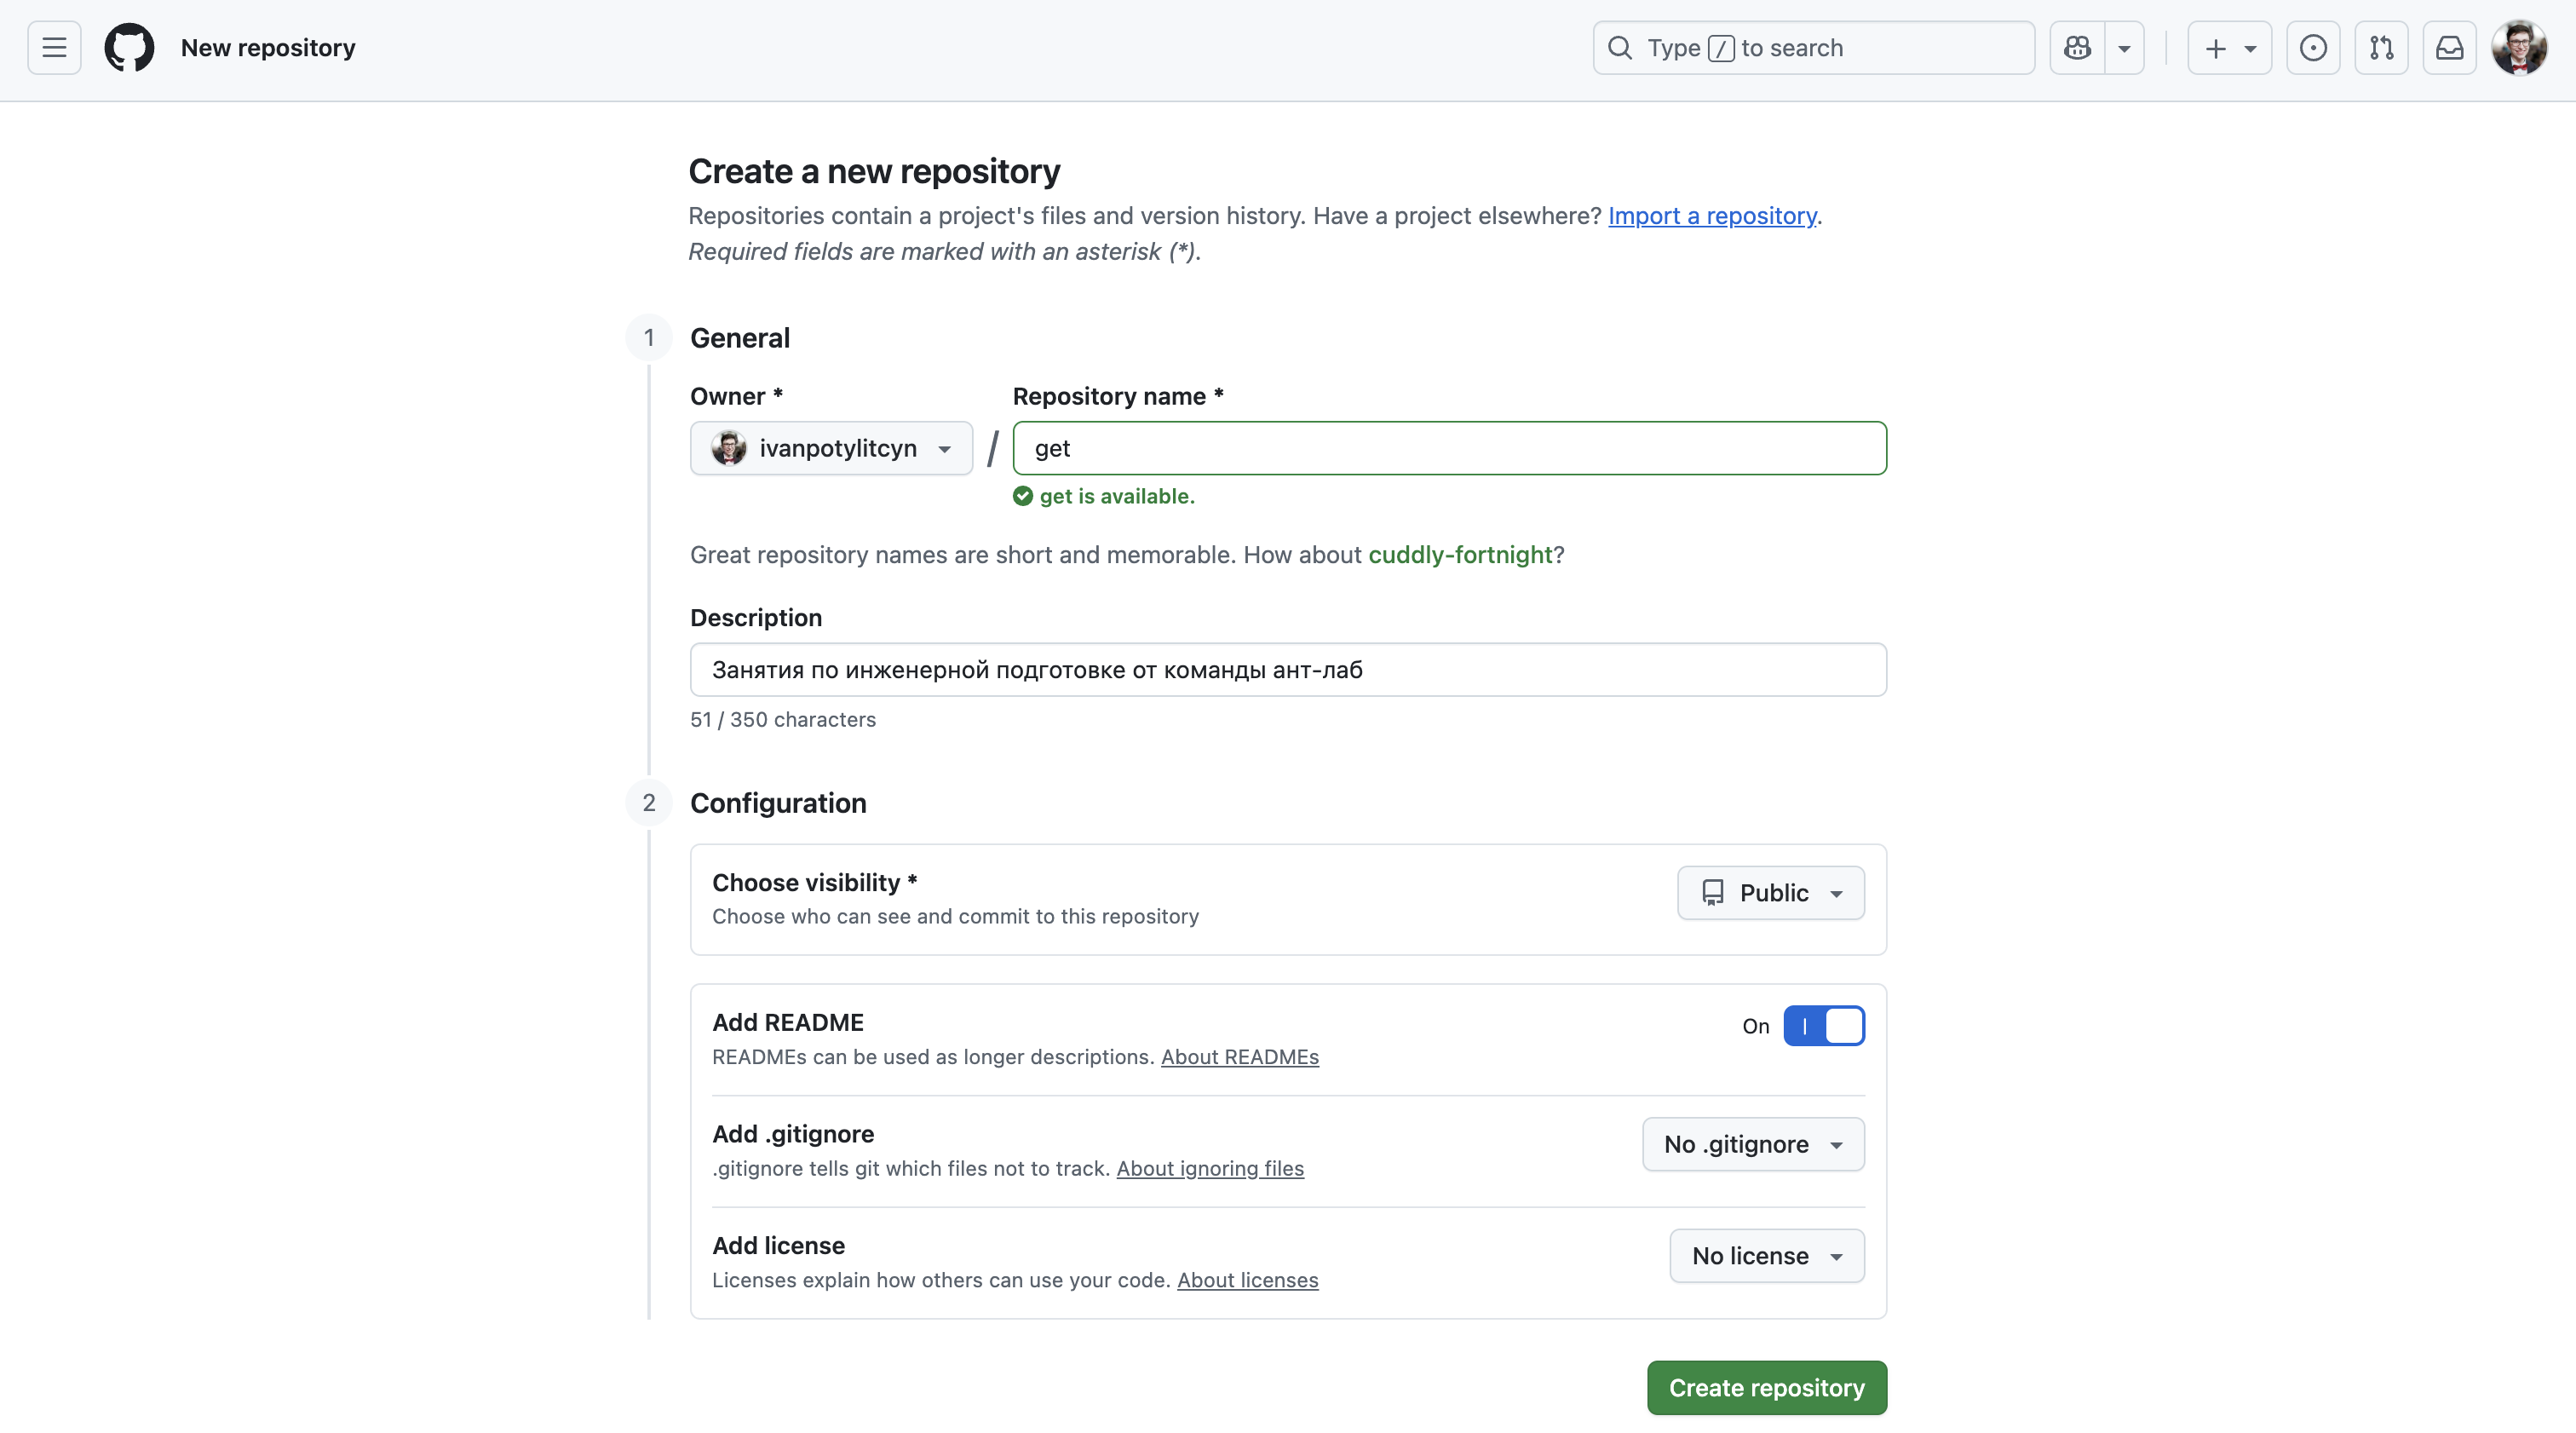 New repository
Type / to search
Create a new repository
Repositories contain a project's files and version history. Have a project elsewhere? Import a repository.
Required fields are marked with an asterisk (*).
1 General
Owner * Repository name *
ivanpotylitcyn / get
get is available.
Great repository names are short and memorable. How about cuddly-fortnight?
Description
Занятия по инженерной подготовке от команды ант-лаб
51 / 350 characters
2 Configuration
Choose visibility *
Public
Choose who can see and commit to this repository
Add README
On
READMEs can be used as longer descriptions. About READMEs
Add .gitignore
No .gitignore
.gitignore tells git which files not to track. About ignoring files
Add license
No license
Licenses explain how others can use your code. About licenses
Create repository